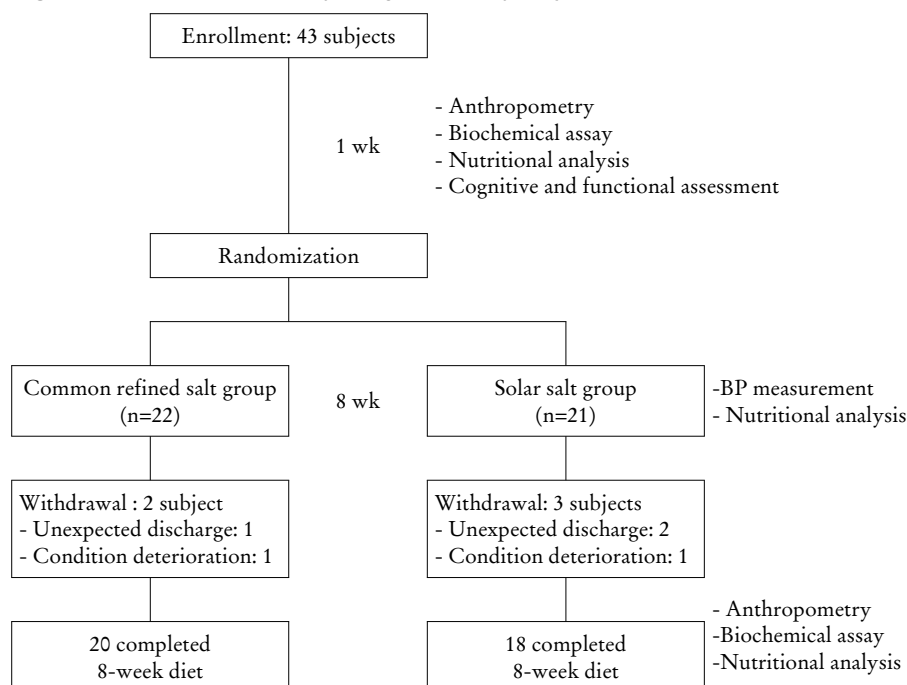 Enrollment: 43 subjects
1 wk
- Anthropometry
- Biochemical assay
- Nutritional analysis
- Cognitive and functional assessment
Randomization
Common refined salt group
(n=22)
8 wk
Solar salt group
(n=21)
-BP measurement
- Nutritional analysis
Withdrawal : 2 subject
- Unexpected discharge: 1
- Condition deterioration: 1
Withdrawal: 3 subjects
- Unexpected discharge: 2
- Condition deterioration: 1
20 completed
8-week diet
18 completed
8-week diet
- Anthropometry
-Biochemical assay
-Nutritional analysis